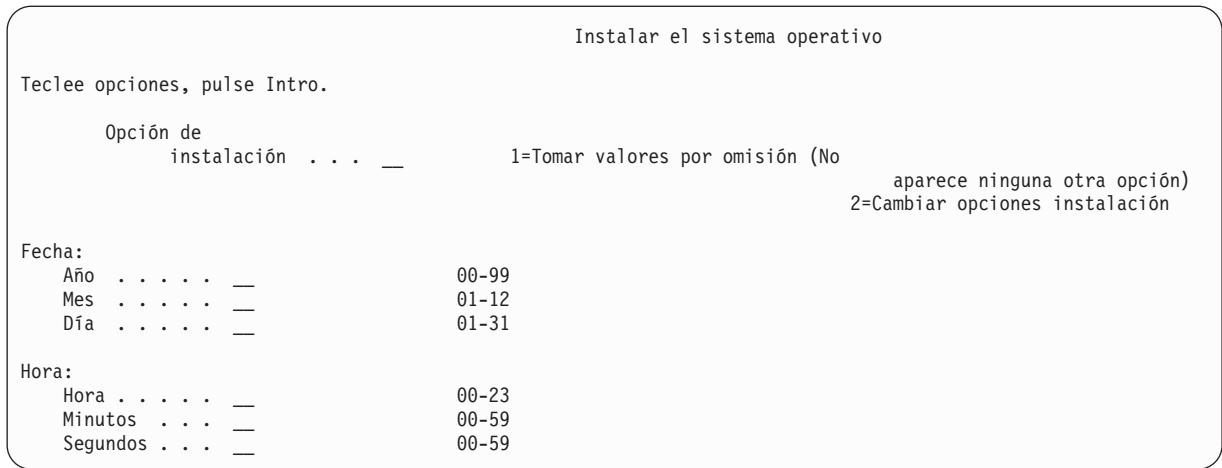 Instalar el sistema operativo
Teclee opciones, pulse Intro.
Opción de
instalación . . . __ 1=Tomar valores por omisión (No
aparece ninguna otra opción)
2=Cambiar opciones instalación
Fecha:
Año . . . . . __ 00-99
Mes . . . . . __ 01-12
Día . . . . . __ 01-31
Hora:
Hora . . . . . __ 00-23
Minutos . . . __ 00-59
Segundos . . . __ 00-59